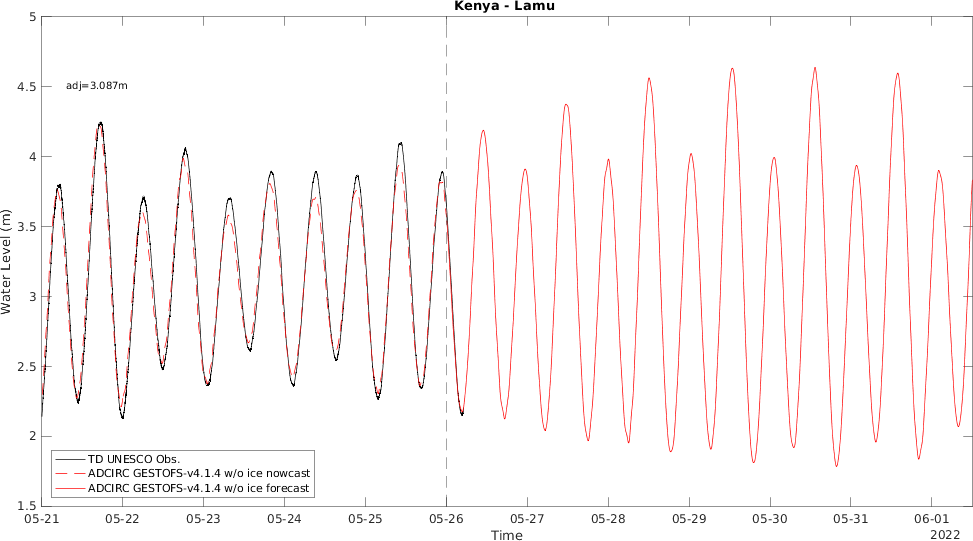 Kenya - Lamu
5
4.5
4
3.5
3
2.5
2
1.5
Water Level (m)
adj=3.087m
TD UNESCO Obs.
ADCIRC GESTOFS-v4.1.4 w/o ice nowcast
ADCIRC GESTOFS-v4.1.4 w/o ice forecast
05-21 05-22 05-23 05-24 05-25 05-26 05-27 05-28 05-29 05-30 05-31 06-01
Time
2022